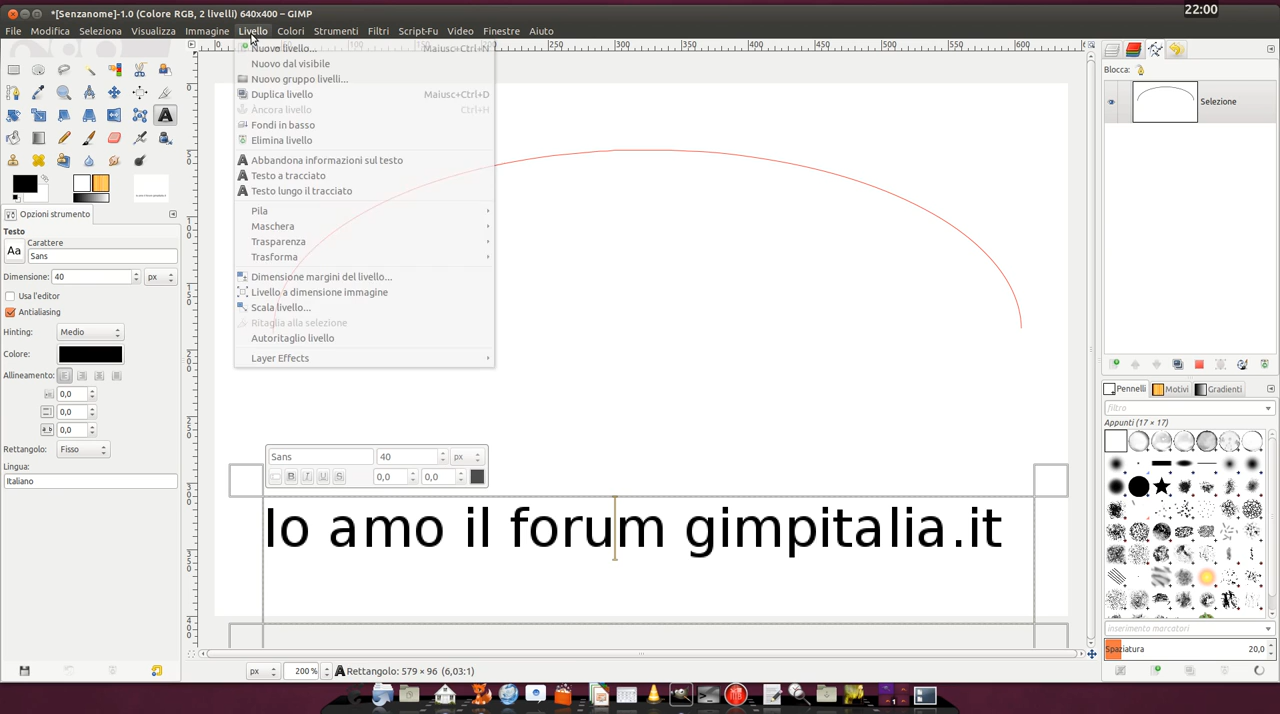 *[Senzanome]-1.0 (Colore RGB, 2 livelli) 640x400 – GIMP
22:00
File Modifica Seleziona Visualizza Immagine Livello Colori Strumenti Filtri Script-Fu Video Finestre Aiuto
Nuovo livello... Maiusc+Ctrl+N
Nuovo dal visibile
Nuovo gruppo livelli...
Duplica livello Maiusc+Ctrl+D
Àncora livello Ctrl+H
Fondi in basso
Elimina livello
Abbandona informazioni sul testo
Testo a tracciato
Testo lungo il tracciato
Pila
Maschera
Trasparenza
Trasforma
Dimensione margini del livello...
Livello a dimensione immagine
Scala livello...
Ritaglia alla selezione
Autoritaglio livello
Layer Effects
Opzioni strumento
Testo
Carattere
Aa Sans
Dimensione: 40 px
Usa l'editor
Antialiasing
Hinting: Medio
Colore:
Allineamento:
0,0
0,0
0,0
Rettangolo: Fisso
Lingua:
Italiano
300 400 500 600
Sans 40 px
B I U S 0,0 0,0
Io amo il forum gimpitalia.it
px 200 % Rettangolo: 579 × 96 (6,03:1)
Blocca:
Selezione
Pennelli Motivi Gradienti
filtro
Appunti (17 × 17)
inserimento marcatori
Spaziatura 20,0